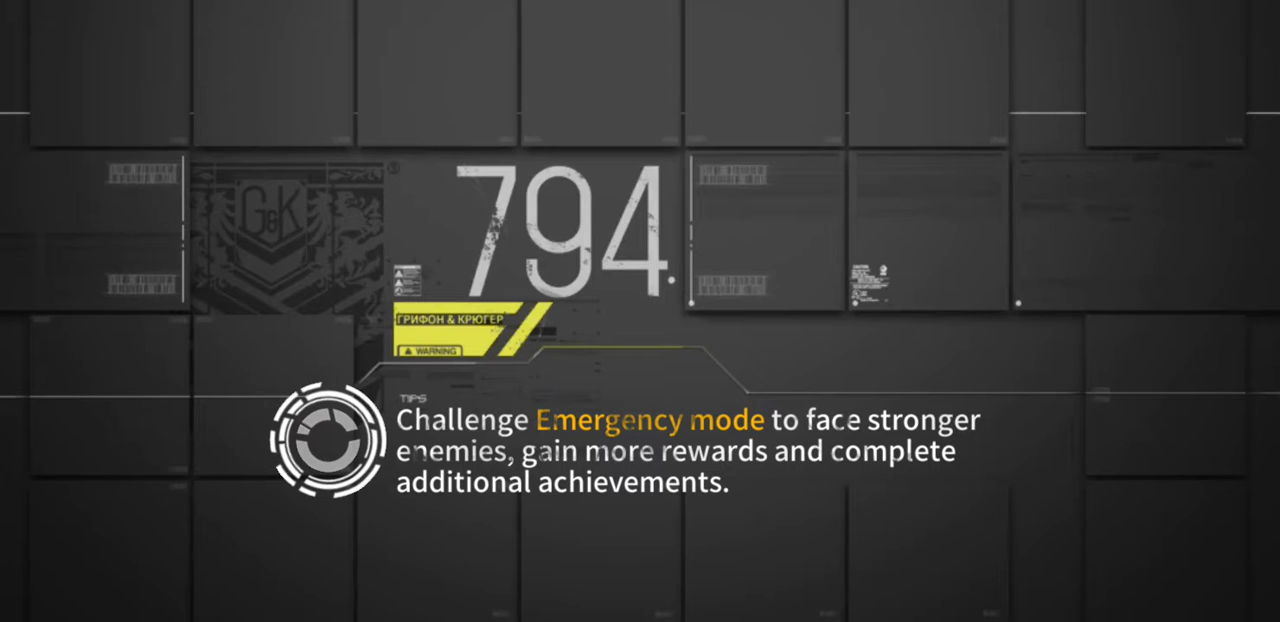 G&K
794.
ГРИФОН & КРЮГЕР
WARNING
TIPS
Challenge Emergency mode to face stronger
enemies, gain more rewards and complete
additional achievements.